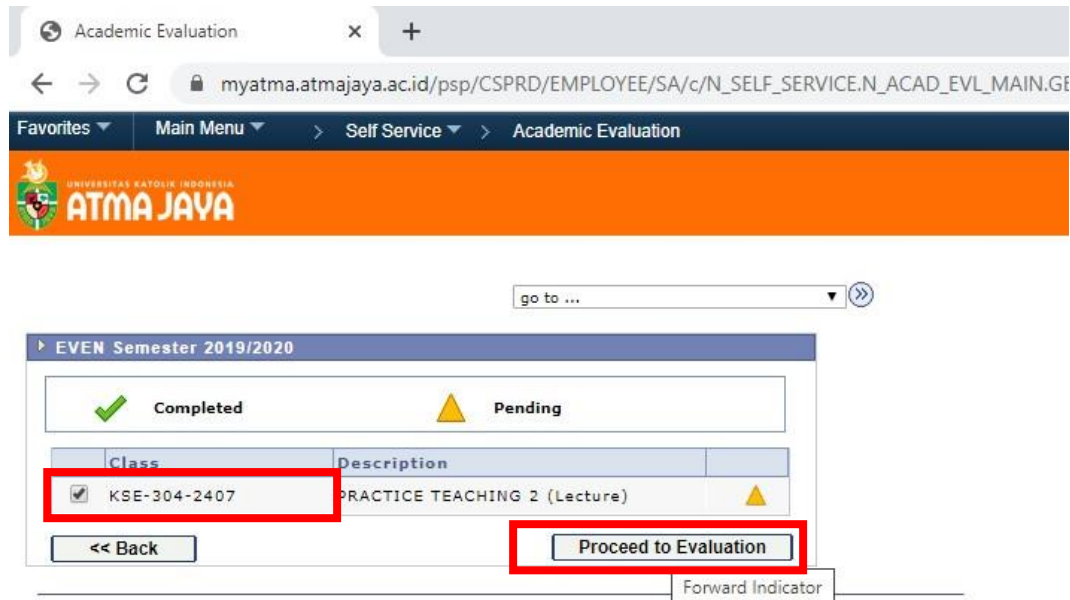 Academic Evaluation
myatma.atmajaya.ac.id/psp/CSPRD/EMPLOYEE/SA/c/N_SELF_SERVICE.N_ACAD_EVL_MAIN.GE
Favorites Main Menu > Self Service > Academic Evaluation
UNIVERSITAS KATOLIK INDONESIA
ATMA JAYA
go to ...
EVEN Semester 2019/2020
Completed Pending
Class Description
KSE-304-2407 PRACTICE TEACHING 2 (Lecture)
<< Back Proceed to Evaluation
Forward Indicator